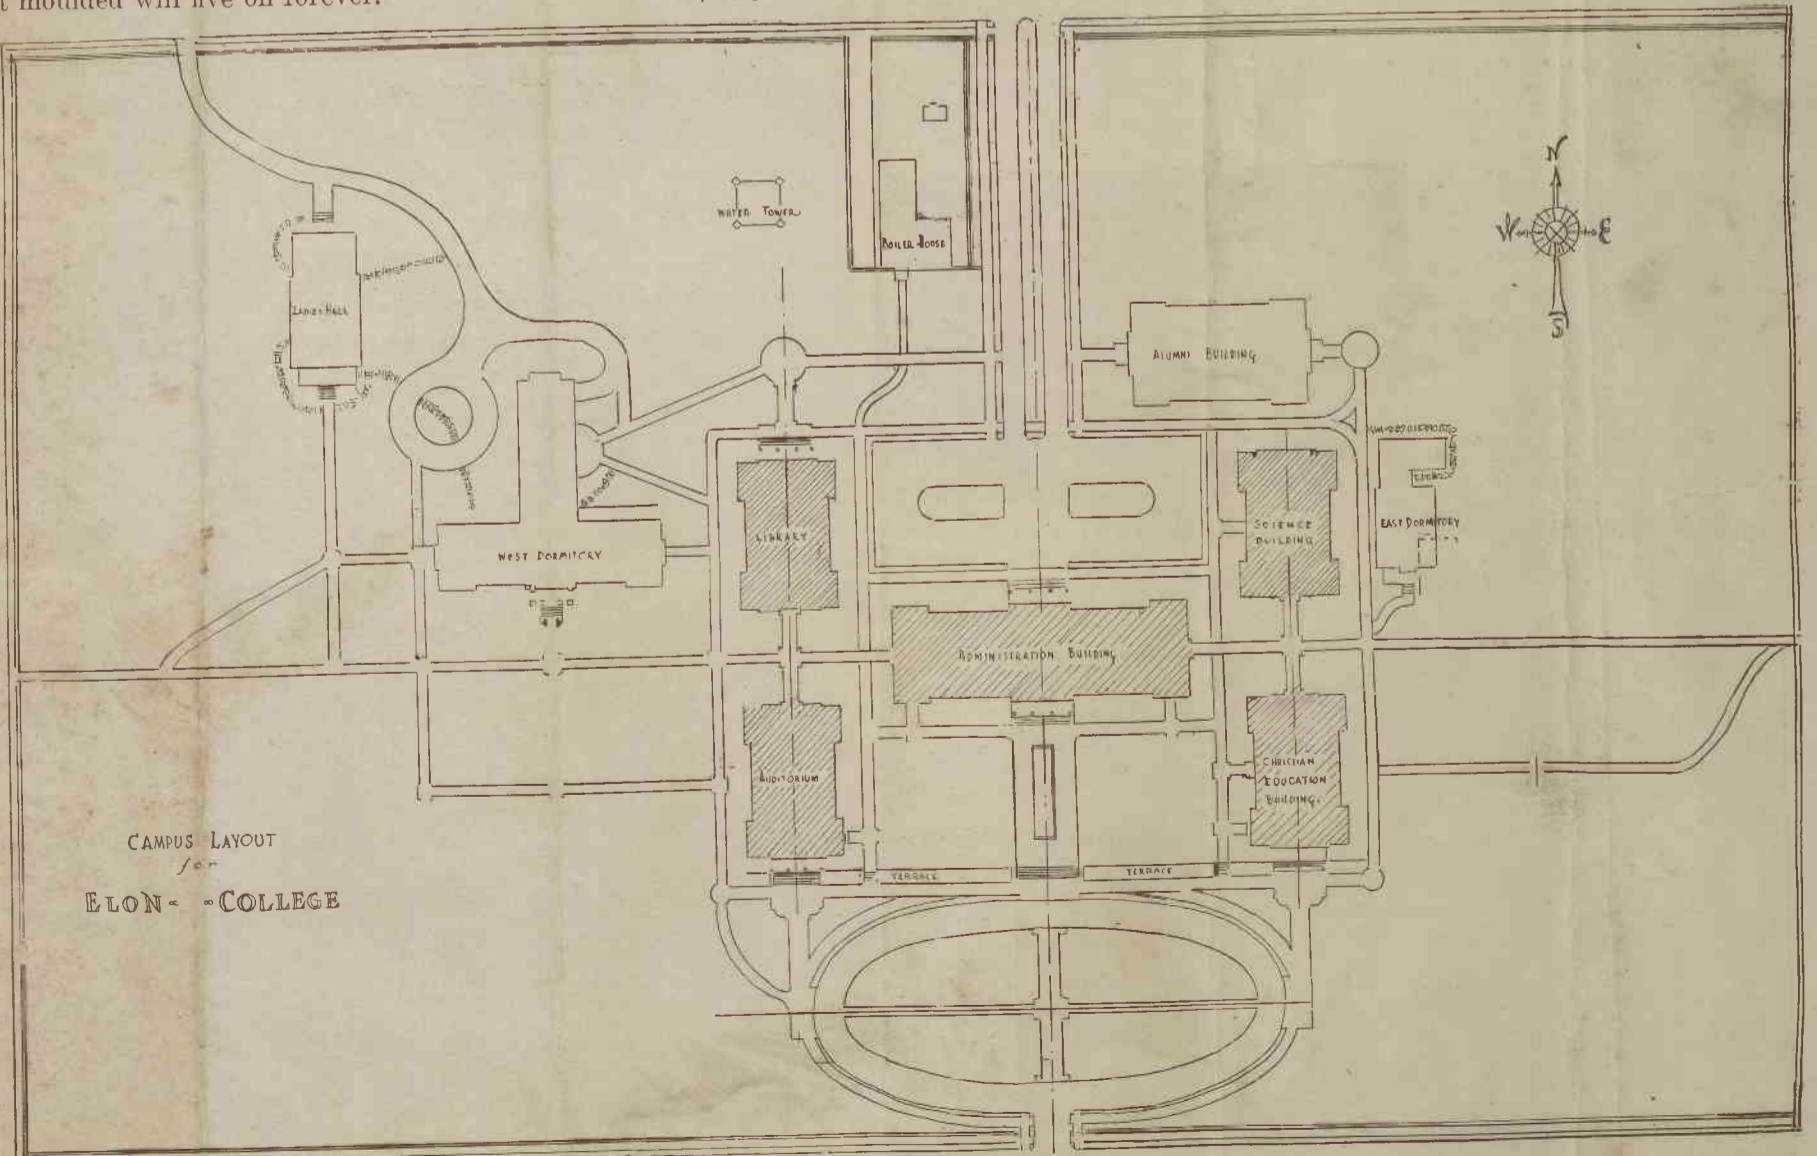 t moulded will live on forever.
N
W E
S
WATER TOWER
BOILER HOUSE
LADIES HALL
ALUMNI BUILDING
WEST DORMITORY
LIBRARY
SCIENCE
BUILDING
EAST DORMITORY
ADMINISTRATION BUILDING
AUDITORIUM
CHRISTIAN
EDUCATION
BUILDING.
TERRACE
TERRACE
CAMPUS LAYOUT
for
ELON COLLEGE